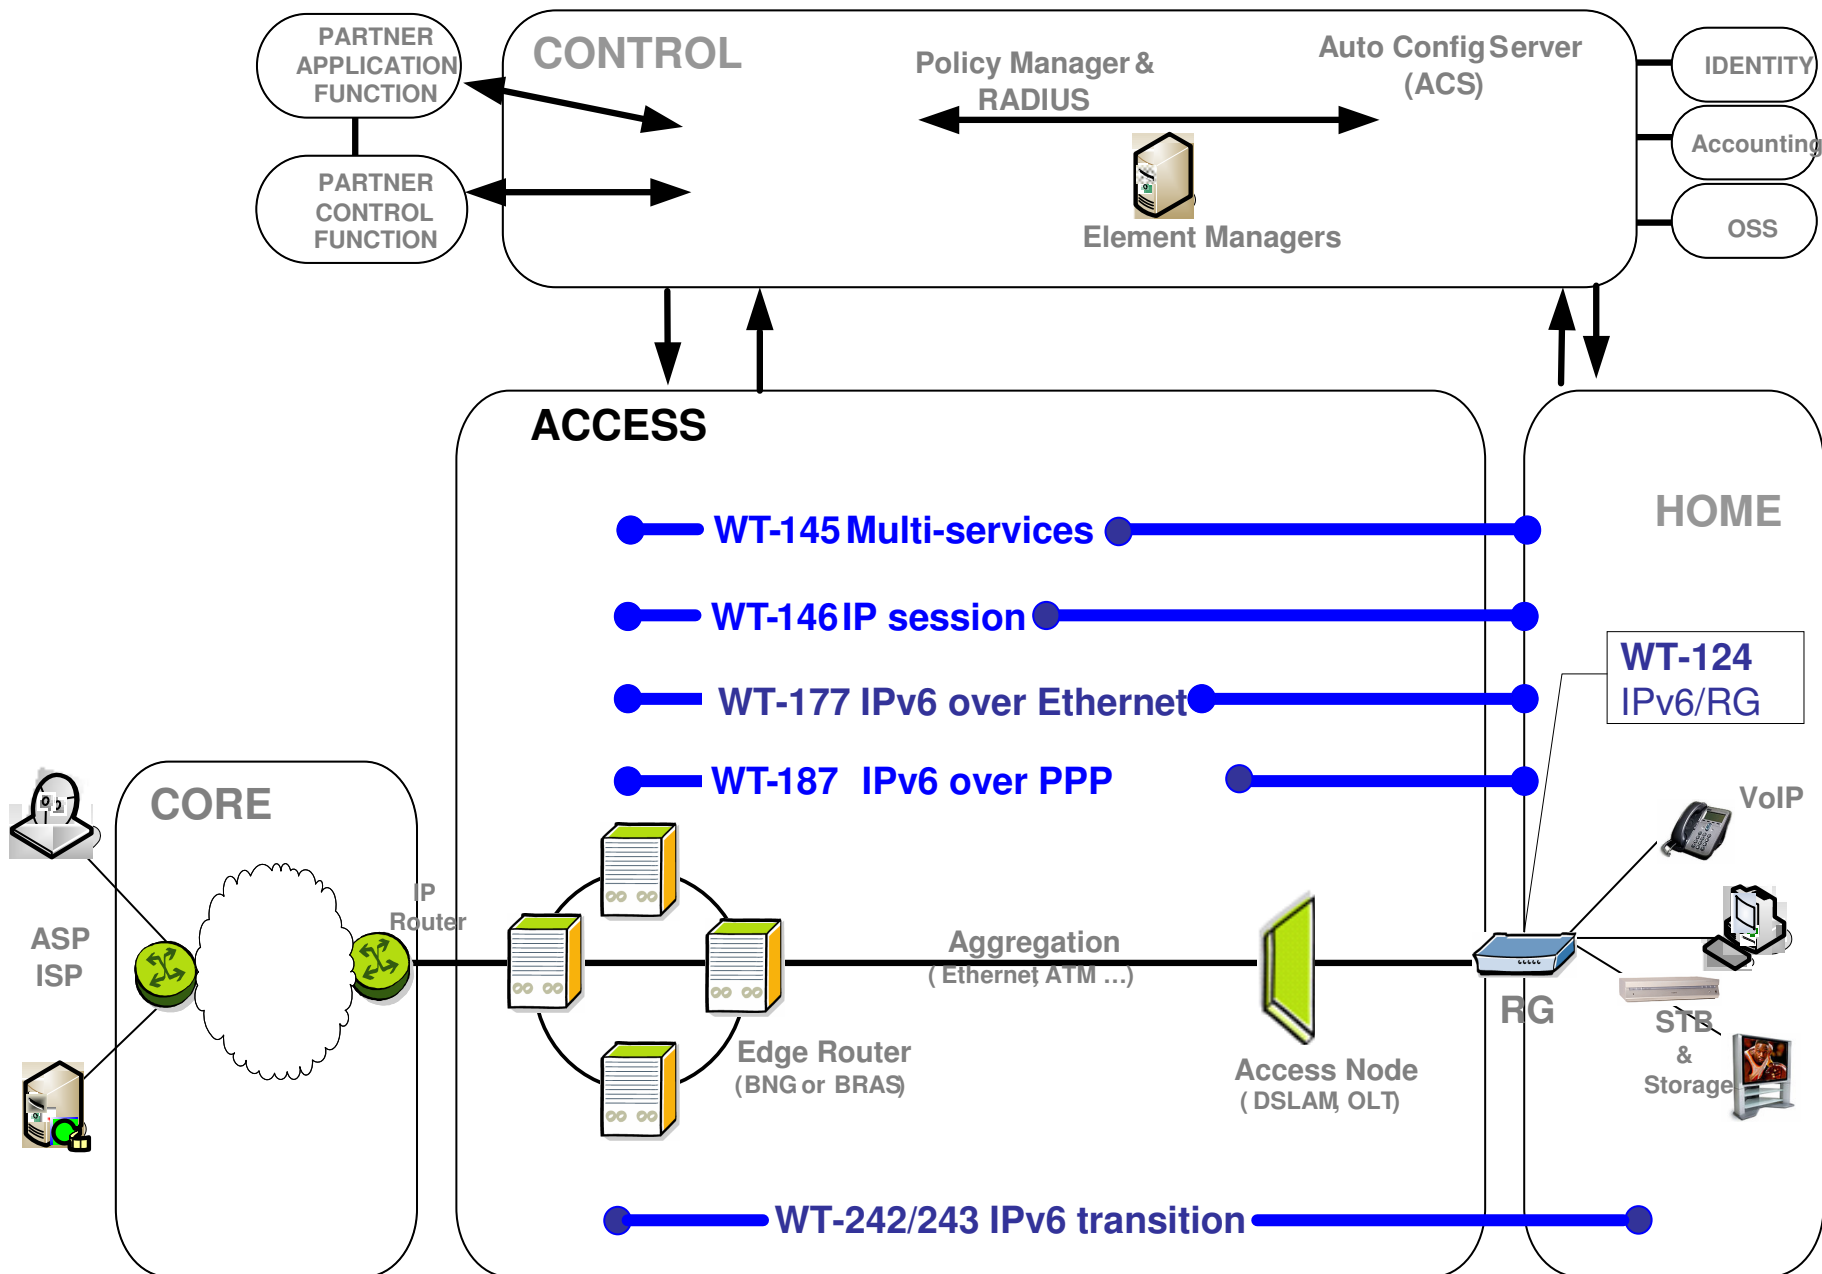 PARTNER
APPLICATION
FUNCTION
PARTNER
CONTROL
FUNCTION
CONTROL
Policy Manager &
RADIUS
Auto Config Server
(ACS)
Element Managers
IDENTITY
Accounting
OSS
ACCESS
HOME
WT-145 Multi-services
WT-146 IP session
WT-177 IPv6 over Ethernet
WT-187 IPv6 over PPP
WT-124
IPv6/RG
CORE
ASP
ISP
IP
Router
Aggregation
( Ethernet, ATM ...)
Edge Router
(BNG or BRAS)
Access Node
( DSLAM, OLT)
RG
VoIP
STB
&
Storage
WT-242/243 IPv6 transition